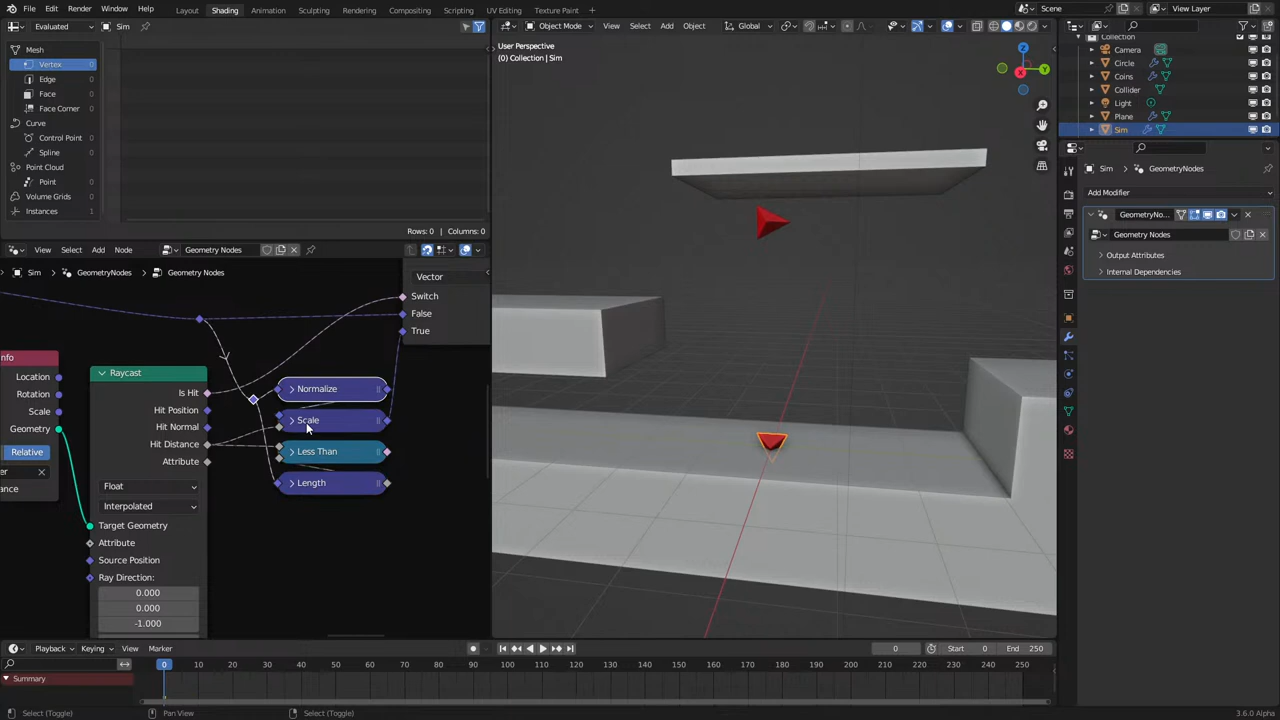 File Edit Render Window Help Layout Shading Animation Rendering Compositing Scripting UV Editing Texture Paint Scene ViewLayer
Evaluated Sim
Object Mode View Select Add Object Global
Mesh
Vertex 0
Edge 0
Face 0
Face Corner 0
Curve
Control Point 0
Spline 0
Point Cloud
Point 0
Volume Grids 0
Instances 1
Rows: 0 | Columns: 0
User Perspective
(0) Collection | Sim
Z
Y
X
Collection
Camera
Circle
Coins
Collider
Light
Plane
Sim
Sim GeometryNodes
Add Modifier
GeometryNo...
Geometry Nodes
Output Attributes
Internal Dependencies
View Select Add Node Geometry Nodes
Sim GeometryNodes Geometry Nodes
Vector
Switch
False
True
nfo
Location
Rotation
Scale
Geometry
Relative
er
nce
Raycast
Is Hit
Hit Position
Hit Normal
Hit Distance
Attribute
Float
Interpolated
Target Geometry
Attribute
Source Position
Ray Direction:
0.000
0.000
-1.000
Normalize
Scale
Less Than
Length
Playback Keying View Marker 0 Start 0 End 250
0 10 20 30 40 50 60 70 80 90 100 110 120 130 140 150 160 170 180 190 200 210 220 230 240 250
Summary
Select (Toggle) Pan View Select (Toggle) 3.6.0 Alpha